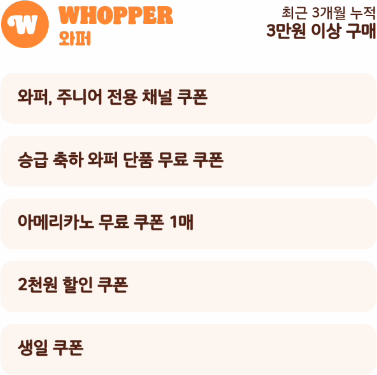 W
WHOPPER
와퍼
최근 3개월 누적
3만원 이상 구매
와퍼, 주니어 전용 채널 쿠폰
승급 축하 와퍼 단품 무료 쿠폰
아메리카노 무료 쿠폰 1매
2천원 할인 쿠폰
생일 쿠폰